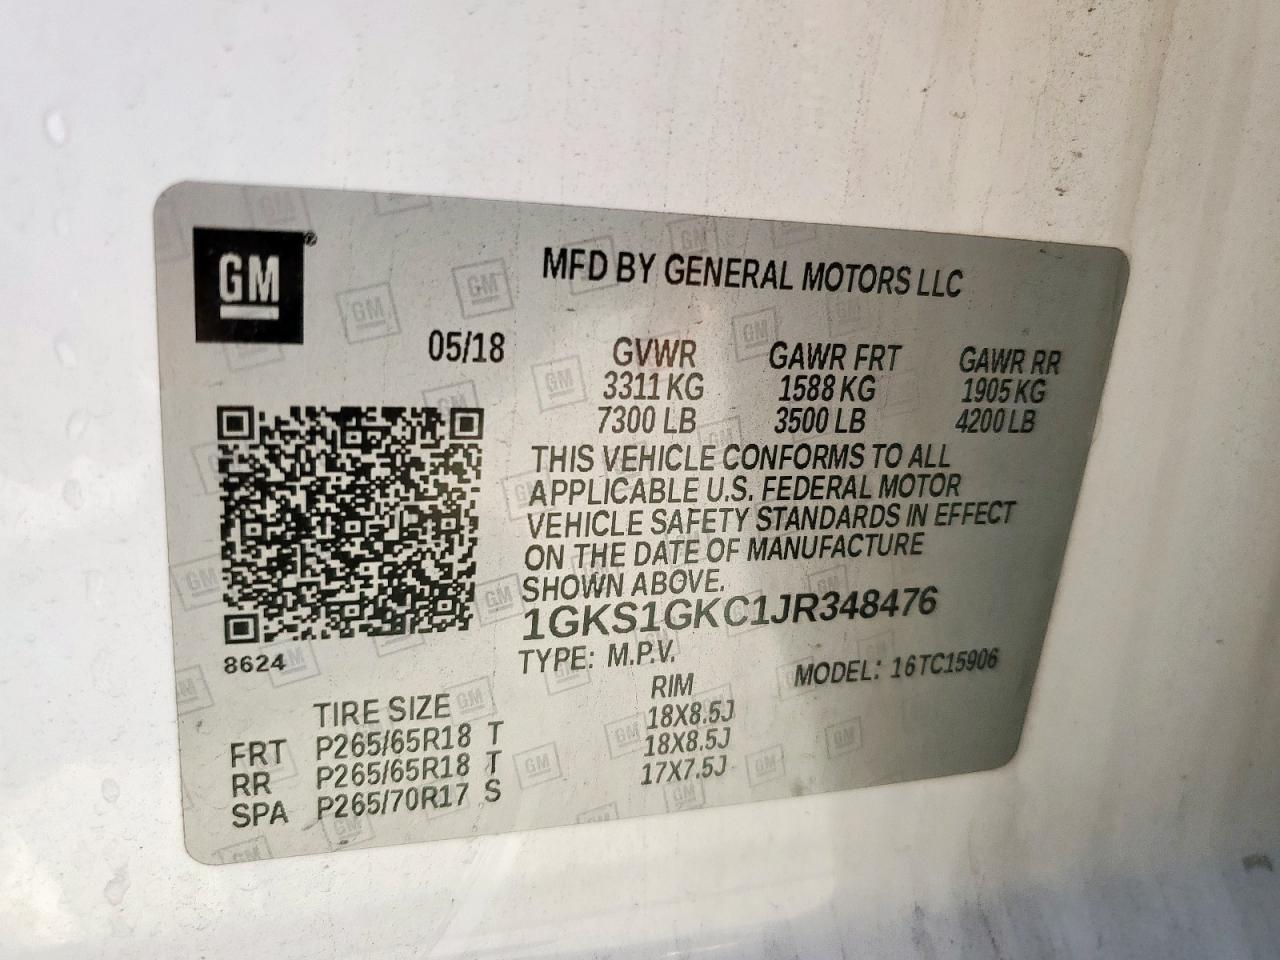 GM®
MFD BY GENERAL MOTORS LLC
05/18
GVWR GAWR FRT GAWR RR
3311 KG 1588 KG 1905 KG
7300 LB 3500 LB 4200 LB
THIS VEHICLE CONFORMS TO ALL
APPLICABLE U.S. FEDERAL MOTOR
VEHICLE SAFETY STANDARDS IN EFFECT
ON THE DATE OF MANUFACTURE
SHOWN ABOVE.
1GKS1GKC1JR348476
8624
TYPE: M.P.V. MODEL: 16TC15906
TIRE SIZE RIM
FRT P265/65R18 T 18X8.5J
RR P265/65R18 T 18X8.5J
SPA P265/70R17 S 17X7.5J